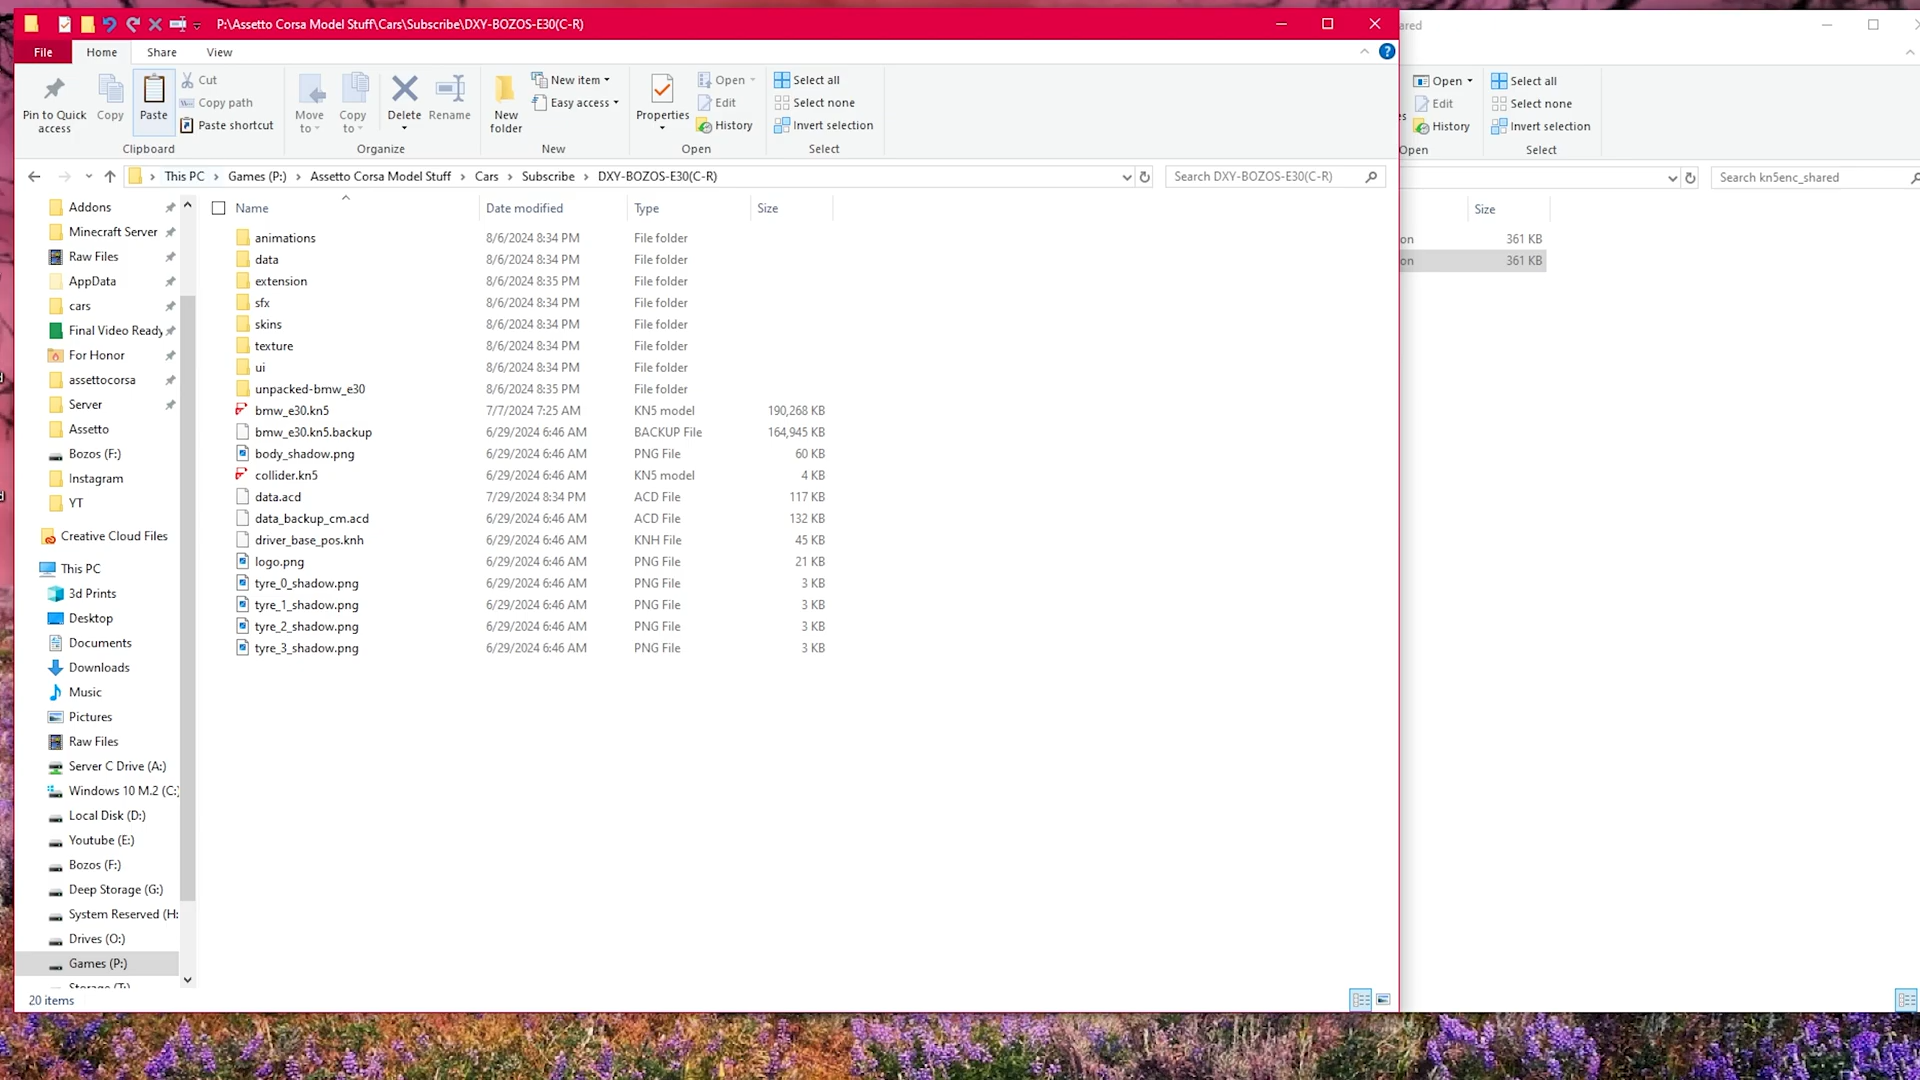 P:\Assetto Corsa Model Stuff\Cars\Subscribe\DXY-BOZOS-E30(C-R)
File
Home
Share
View
Pin to Quick access
Copy
Paste
Cut
Copy path
Paste shortcut
Clipboard
Move to
Copy to
Delete
Rename
Organize
New folder
New item
Easy access
New
Properties
Open
Edit
History
Open
Select all
Select none
Invert selection
Select
This PC > Games (P:) > Assetto Corsa Model Stuff > Cars > Subscribe > DXY-BOZOS-E30(C-R)
Search DXY-BOZOS-E30(C-R)
Addons
Minecraft Server
Raw Files
AppData
cars
Final Video Ready
For Honor
assettocorsa
Server
Assetto
Bozos (F:)
Instagram
YT
Creative Cloud Files
This PC
3d Prints
Desktop
Documents
Downloads
Music
Pictures
Raw Files
Server C Drive (A:)
Windows 10 M.2 (C:)
Local Disk (D:)
Youtube (E:)
Bozos (F:)
Deep Storage (G:)
System Reserved (H:
Drives (O:)
Games (P:)
Name Date modified Type Size
animations 8/6/2024 8:34 PM File folder
data 8/6/2024 8:34 PM File folder
extension 8/6/2024 8:35 PM File folder
sfx 8/6/2024 8:34 PM File folder
skins 8/6/2024 8:34 PM File folder
texture 8/6/2024 8:34 PM File folder
ui 8/6/2024 8:34 PM File folder
unpacked-bmw_e30 8/6/2024 8:35 PM File folder
bmw_e30.kn5 7/7/2024 7:25 AM KN5 model 190,268 KB
bmw_e30.kn5.backup 6/29/2024 6:46 AM BACKUP File 164,945 KB
body_shadow.png 6/29/2024 6:46 AM PNG File 60 KB
collider.kn5 6/29/2024 6:46 AM KN5 model 4 KB
data.acd 7/29/2024 8:34 PM ACD File 117 KB
data_backup_cm.acd 6/29/2024 6:46 AM ACD File 132 KB
driver_base_pos.knh 6/29/2024 6:46 AM KNH File 45 KB
logo.png 6/29/2024 6:46 AM PNG File 21 KB
tyre_0_shadow.png 6/29/2024 6:46 AM PNG File 3 KB
tyre_1_shadow.png 6/29/2024 6:46 AM PNG File 3 KB
tyre_2_shadow.png 6/29/2024 6:46 AM PNG File 3 KB
tyre_3_shadow.png 6/29/2024 6:46 AM PNG File 3 KB
20 items
ared
Open
Edit
History
Open
Select all
Select none
Invert selection
Select
Search kn5enc_shared
Size
on 361 KB
on 361 KB